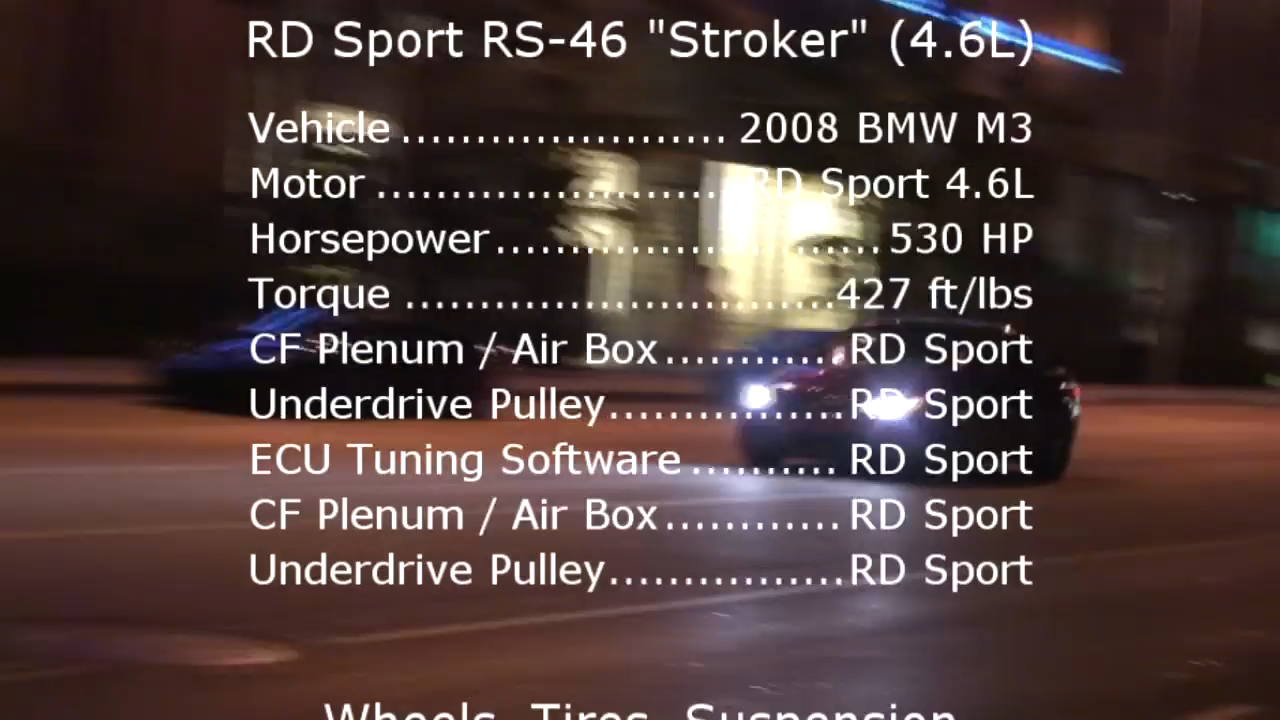 RD Sport RS-46 "Stroker" (4.6L)
Vehicle ...................... 2008 BMW M3
Motor ........................ RD Sport 4.6L
Horsepower.......................... 530 HP
Torque .............................427 ft/lbs
CF Plenum / Air Box............ RD Sport
Underdrive Pulley................ RD Sport
ECU Tuning Software .......... RD Sport
CF Plenum / Air Box............ RD Sport
Underdrive Pulley................ RD Sport
Wheels, Tires, Suspension